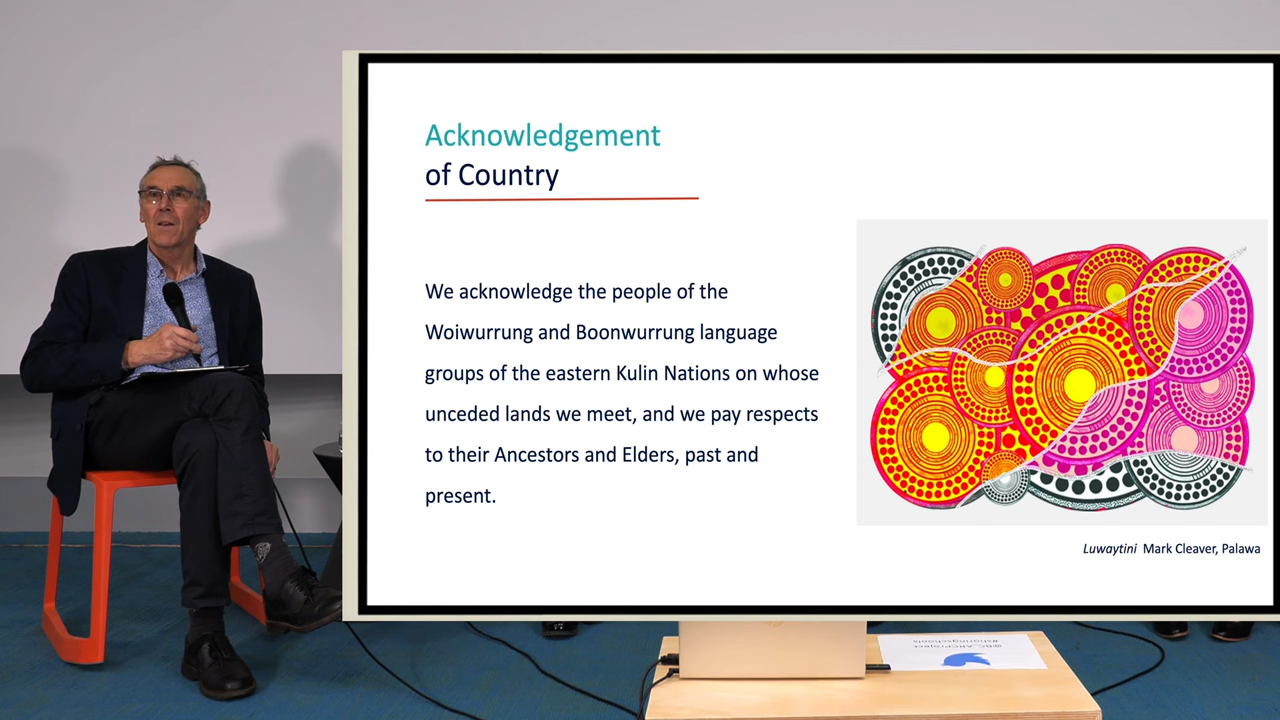 Acknowledgement
of Country
We acknowledge the people of the
Woiwurrung and Boonwurrung language
groups of the eastern Kulin Nations on whose
unceded lands we meet, and we pay respects
to their Ancestors and Elders, past and
present.
Luwaytini Mark Cleaver, Palawa
@BC_ARCProject
#storingschools